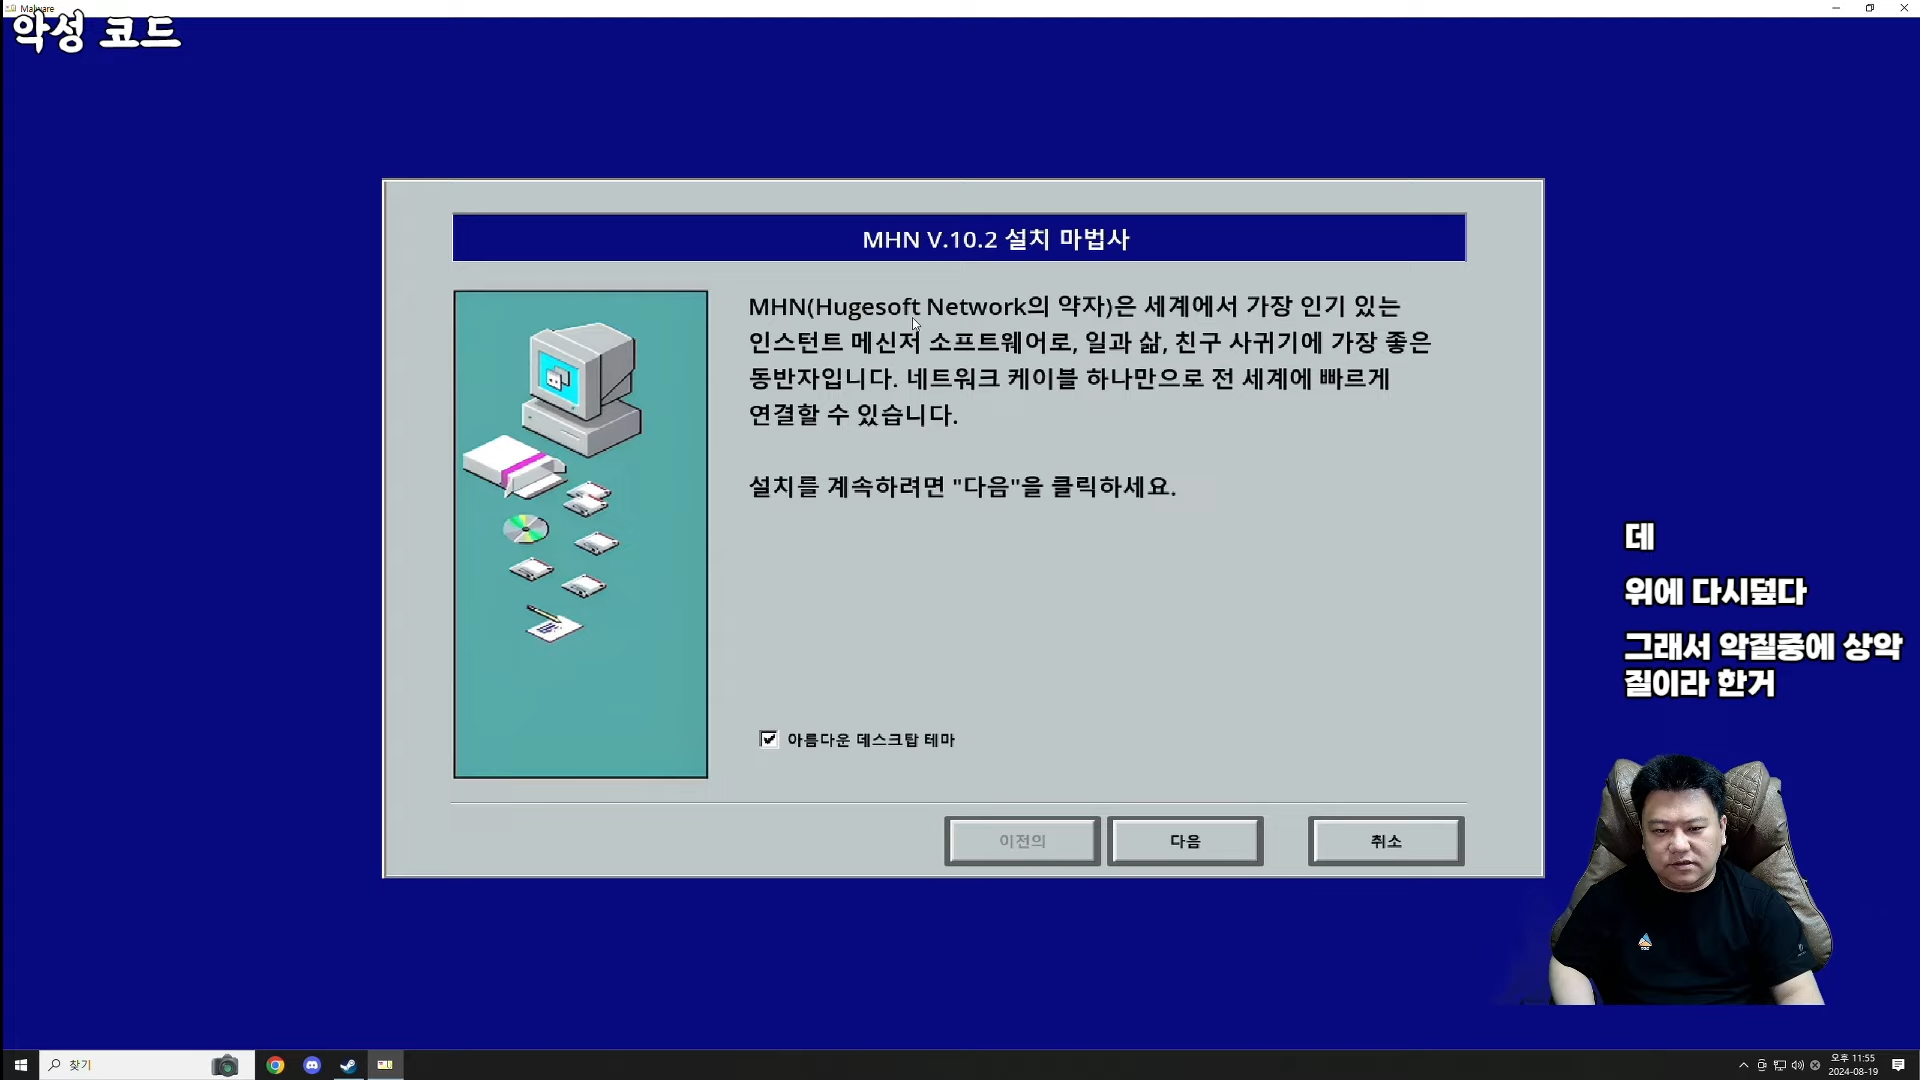 Malware
악성 코드
MHN V.10.2 설치 마법사
MHN(Hugesoft Network의 약자)은 세계에서 가장 인기 있는
인스턴트 메신저 소프트웨어로, 일과 삶, 친구 사귀기에 가장 좋은
동반자입니다. 네트워크 케이블 하나만으로 전 세계에 빠르게
연결할 수 있습니다.
설치를 계속하려면 "다음"을 클릭하세요.
아름다운 데스크탑 테마
이전의
다음
취소
데
위에 다시덮다
그래서 악질중에 상악
질이라 한거
찾기
오후 11:55
2024-08-19